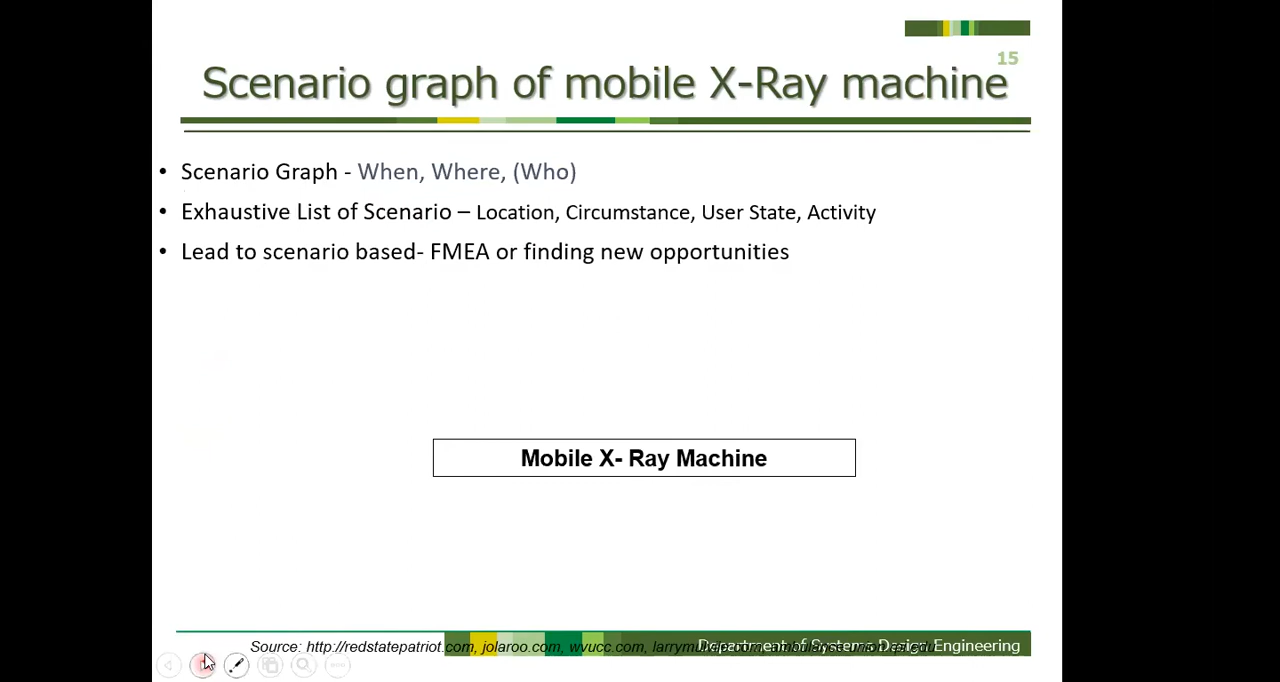 15
Scenario graph of mobile X-Ray machine
• Scenario Graph - When, Where, (Who)
• Exhaustive List of Scenario – Location, Circumstance, User State, Activity
• Lead to scenario based- FMEA or finding new opportunities
Mobile X- Ray Machine
Source: http://redstatepatriot.com, jolaroo.com, wvucc.com,
Department of Systems Design Engineering